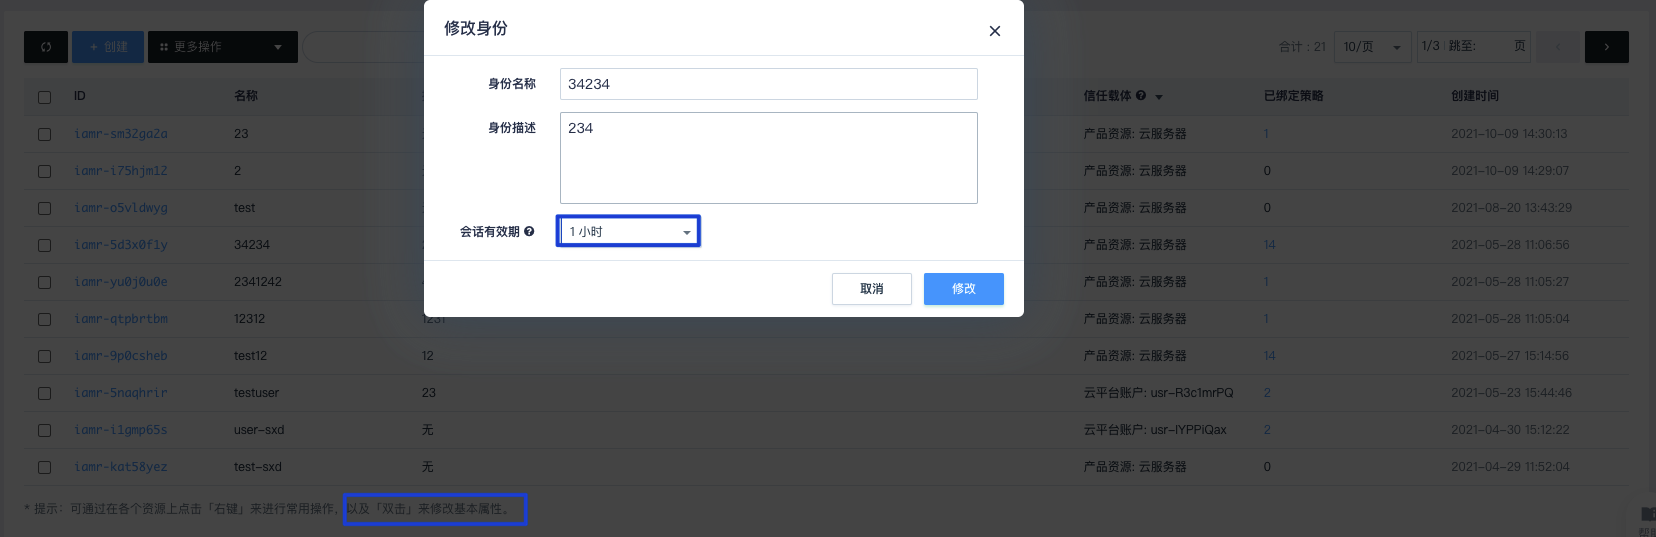 修改身份
+ 创建
更多操作
合计：21
10/页
1/3 跳至: 页
身份名称 34234
身份描述 234
会话有效期 1 小时
取消 修改
ID 名称 信任载体 已绑定策略 创建时间
iamr-sm3Zga2a 23 产品资源: 云服务器 1 2021-10-09 14:30:13
iamr-i75hjm12 2 产品资源: 云服务器 0 2021-10-09 14:29:07
iamr-o5vldwyg test 产品资源: 云服务器 0 2021-08-20 13:43:29
iamr-5d3x0f1y 34234 产品资源: 云服务器 14 2021-05-28 11:06:56
iamr-yu0j0u0e 2341242 产品资源: 云服务器 1 2021-05-28 11:05:27
iamr-qtpbrtbm 12312 1231 产品资源: 云服务器 1 2021-05-28 11:05:04
iamr-9p0csheb test12 12 产品资源: 云服务器 14 2021-05-27 15:14:56
iamr-5naqhrir testuser 23 云平台账户: usr-R3c1mrPQ 2 2021-05-23 15:44:46
iamr-i1gmp65s user-sxd 无 云平台账户: usr-IYPPiQax 2 2021-04-30 15:12:22
iamr-kat58yez test-sxd 无 产品资源: 云服务器 0 2021-04-29 11:52:04
* 提示：可通过在各个资源上点击「右键」来进行常用操作，以及「双击」来修改基本属性。